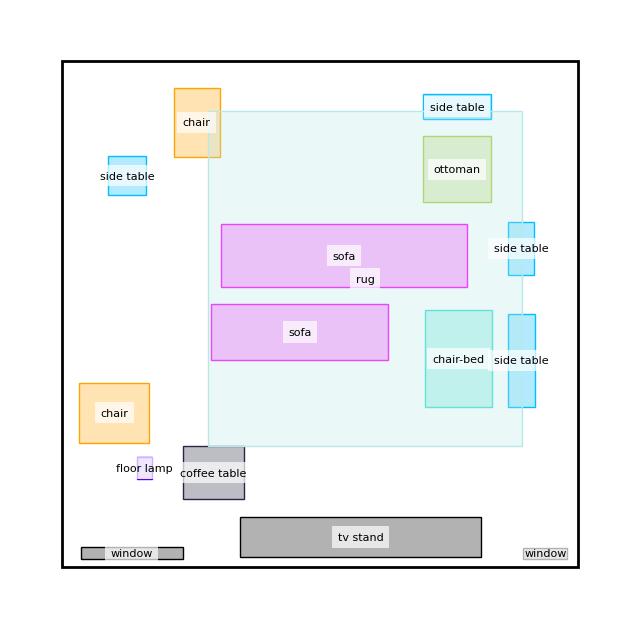 side table
chair
ottoman
side table
side table
sofa
rug
sofa
chair-bed
side table
chair
floor lamp
coffee table
tv stand
window
window